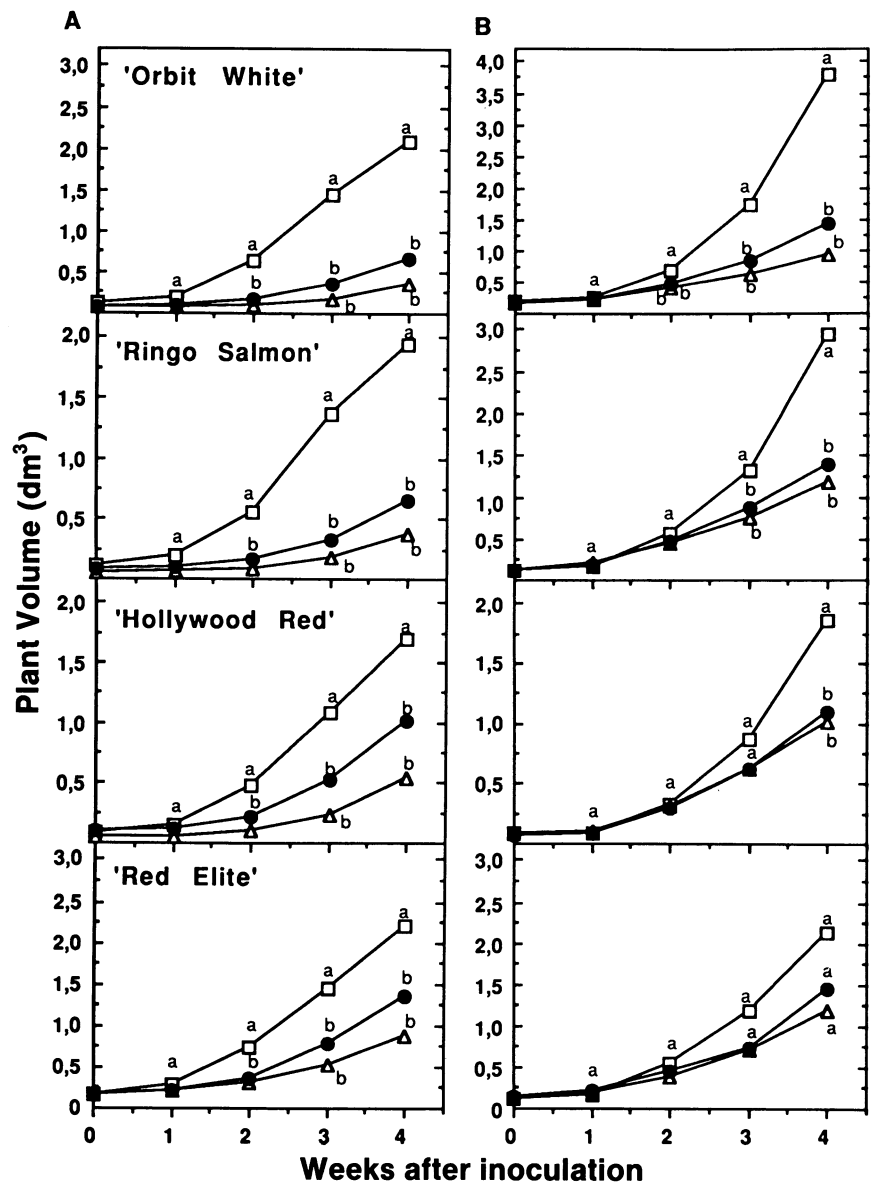 A B
'Orbit White'
3,0
2,5
2,0
1,5
1,0
0,5
a a a a
b b b
b b
4,0
3,5
3,0
2,5
2,0
1,5
1,0
0,5
a a a a
b b b
b b b
'Ringo Salmon'
2,0
1,5
1,0
0,5
a a a a
b b b
b b
3,0
2,5
2,0
1,5
1,0
0,5
a a a
b b
b b
'Hollywood Red'
2,0
1,5
1,0
0,5
a a a a
b b b
b b
2,0
1,5
1,0
0,5
a a a a
a b
b
'Red Elite'
3,0
2,5
2,0
1,5
1,0
0,5
0
a a a a
b b b
b b
3,0
2,5
2,0
1,5
1,0
0,5
0
a a a a
a a
a
0 1 2 3 4
0 1 2 3 4
Plant Volume (dm³)
Weeks after inoculation